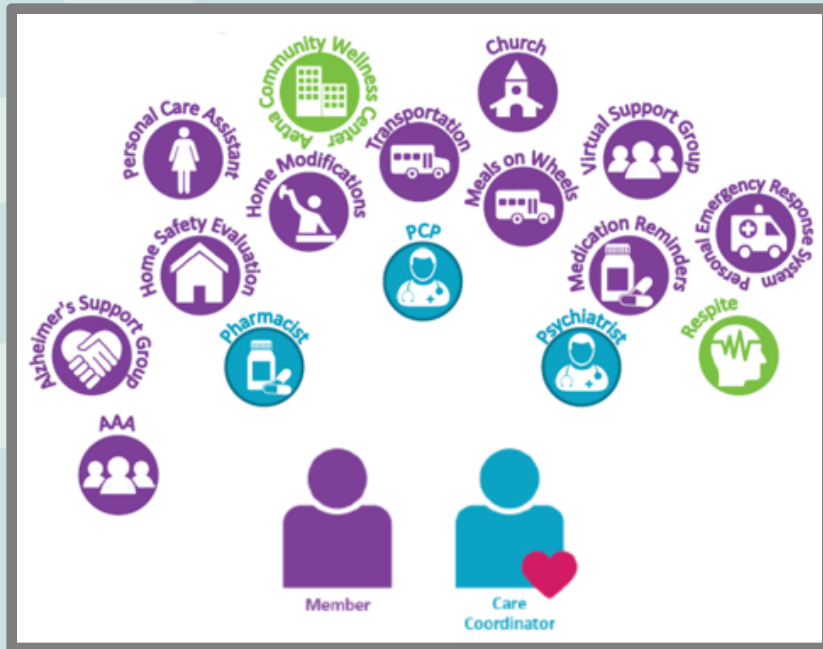 Church
Aetna Community Wellness Center
Transportation
Personal Care Assistant
Virtual Support Group
Home Modifications
Meals on Wheels
Personal Emergency Response System
Home Safety Evaluation
PCP
Medication Reminders
Alzheimer's Support Group
Pharmacist
Psychiatrist
Respite
AAA
Member
Care
Coordinator